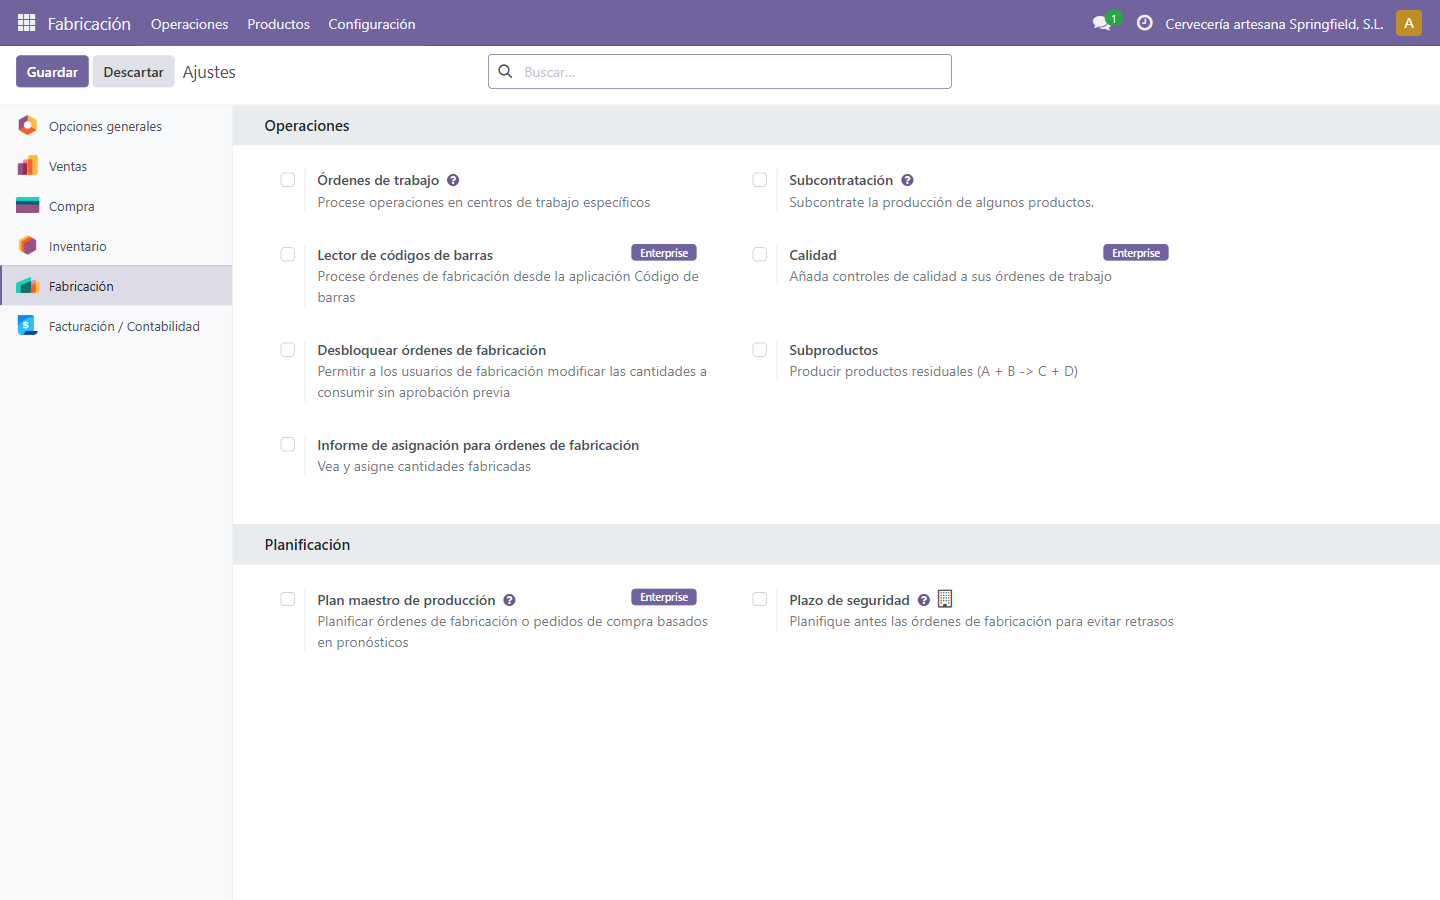 Fabricación
Operaciones
Productos
Configuración
1
Cervecería artesana Springfield, S.L.
A
Guardar
Descartar
Ajustes
Buscar...
Opciones generales
Ventas
Compra
Inventario
Fabricación
Facturación / Contabilidad
Operaciones
Órdenes de trabajo ?
Procese operaciones en centros de trabajo específicos
Subcontratación ?
Subcontrate la producción de algunos productos.
Lector de códigos de barras
Enterprise
Procese órdenes de fabricación desde la aplicación Código de
barras
Calidad
Enterprise
Añada controles de calidad a sus órdenes de trabajo
Desbloquear órdenes de fabricación
Permitir a los usuarios de fabricación modificar las cantidades a
consumir sin aprobación previa
Subproductos
Producir productos residuales (A + B -> C + D)
Informe de asignación para órdenes de fabricación
Vea y asigne cantidades fabricadas
Planificación
Plan maestro de producción ?
Enterprise
Planificar órdenes de fabricación o pedidos de compra basados
en pronósticos
Plazo de seguridad ?
Planifique antes las órdenes de fabricación para evitar retrasos